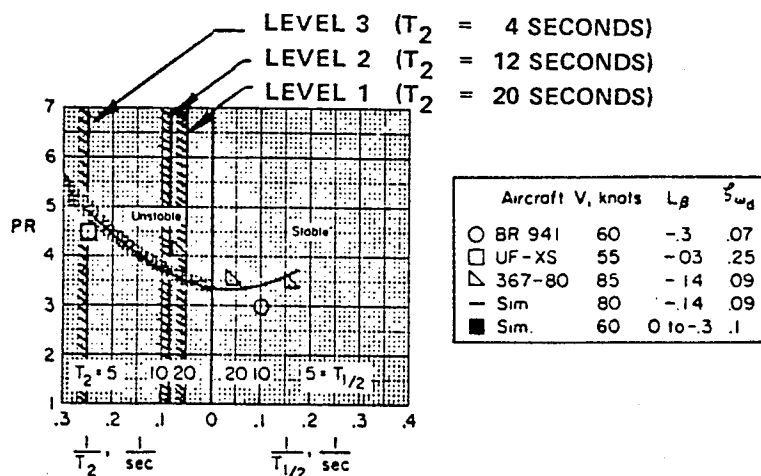 LEVEL 3 (T2 = 4 SECONDS)
LEVEL 2 (T2 = 12 SECONDS)
LEVEL 1 (T2 = 20 SECONDS)
7
6
5
PR
4
3
2
1
Unstable
Stable
T2 = 5 10 20 20 10 5 = T1/2
.3 .2 .1 0 .1 .2 .3 .4
1/T2, 1/sec 1/T1/2, 1/sec
Aircraft V, knots Lβ ζωd
BR 941 60 -.3 .07
UF-XS 55 -03 .25
367-80 85 -.14 09
Sim 80 -.14 .09
Sim. 60 0 to -.3 .1